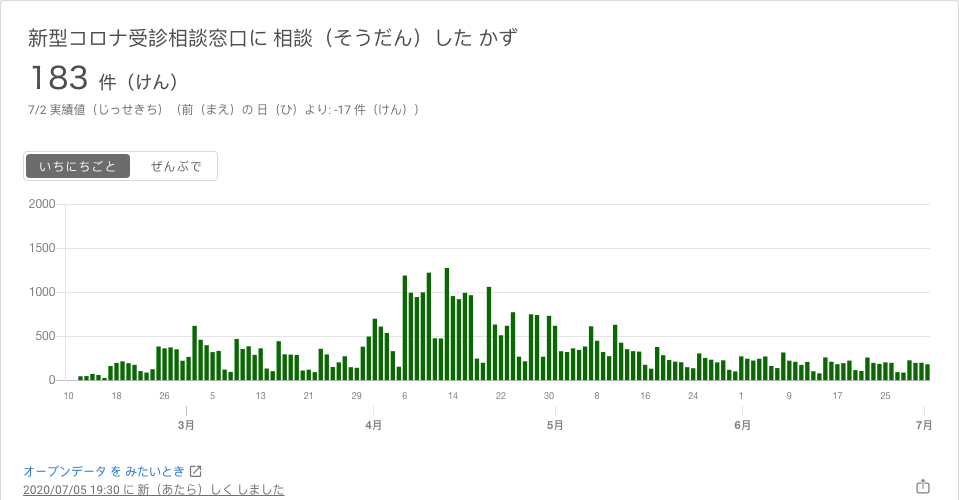 新型コロナ受診相談窓口に 相談（そうだん）した かず
183 件（けん）
7/2 実績値（じっせきち）（前（まえ）の 日（ひ）より: -17 件（けん））
いちにちごと ぜんぶで
2000
1500
1000
500
0
10 18 26 5 13 21 29 6 14 22 30 8 16 24 1 9 17 25
3月 4月 5月 6月 7月
オープンデータ を みたいとき
2020/07/05 19:30 に 新（あたら）しく しました